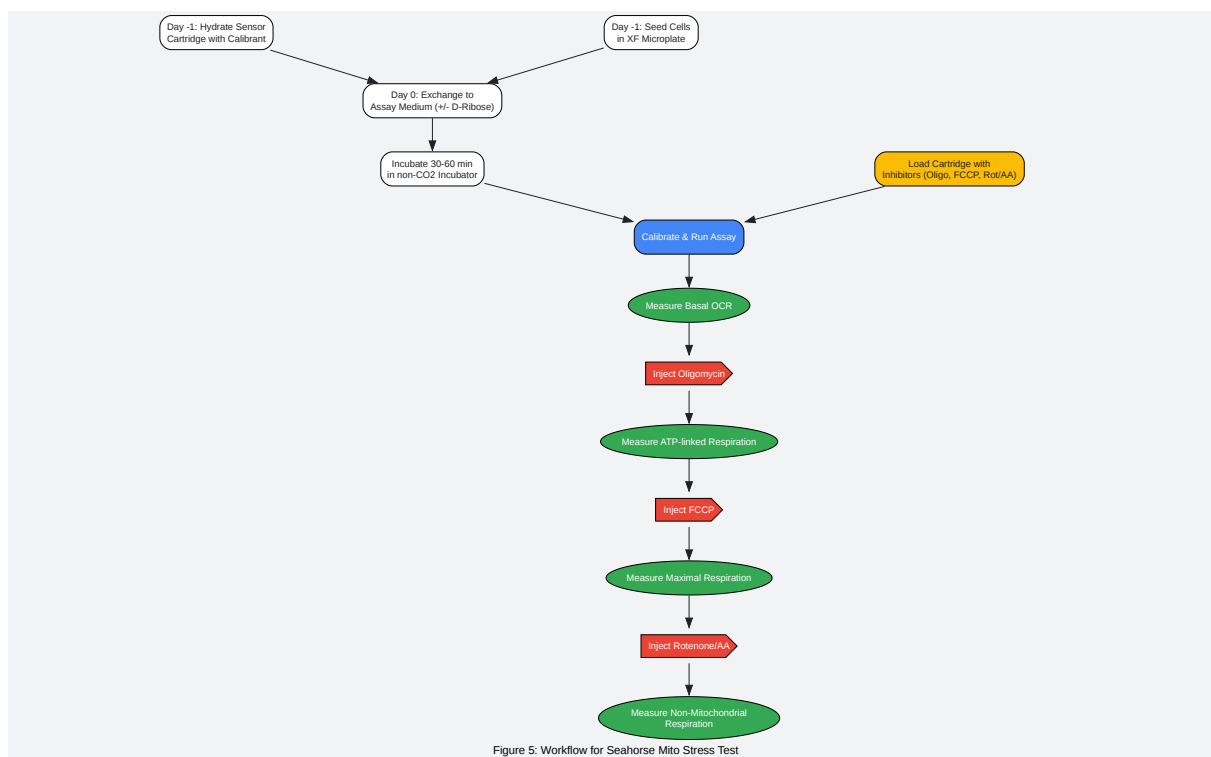 Day -1: Hydrate Sensor
Cartridge with Calibrant
Day -1: Seed Cells
in XF Microplate
Day 0: Exchange to
Assay Medium (+/- D-Ribose)
Incubate 30-60 min
in non-CO2 Incubator
Load Cartridge with
Inhibitors (Oligo, FCCP, Rot/AA)
Calibrate & Run Assay
Measure Basal OCR
Inject Oligomycin
Measure ATP-linked Respiration
Inject FCCP
Measure Maximal Respiration
Inject Rotenone/AA
Measure Non-Mitochondrial
Respiration
Figure 5: Workflow for Seahorse Mito Stress Test